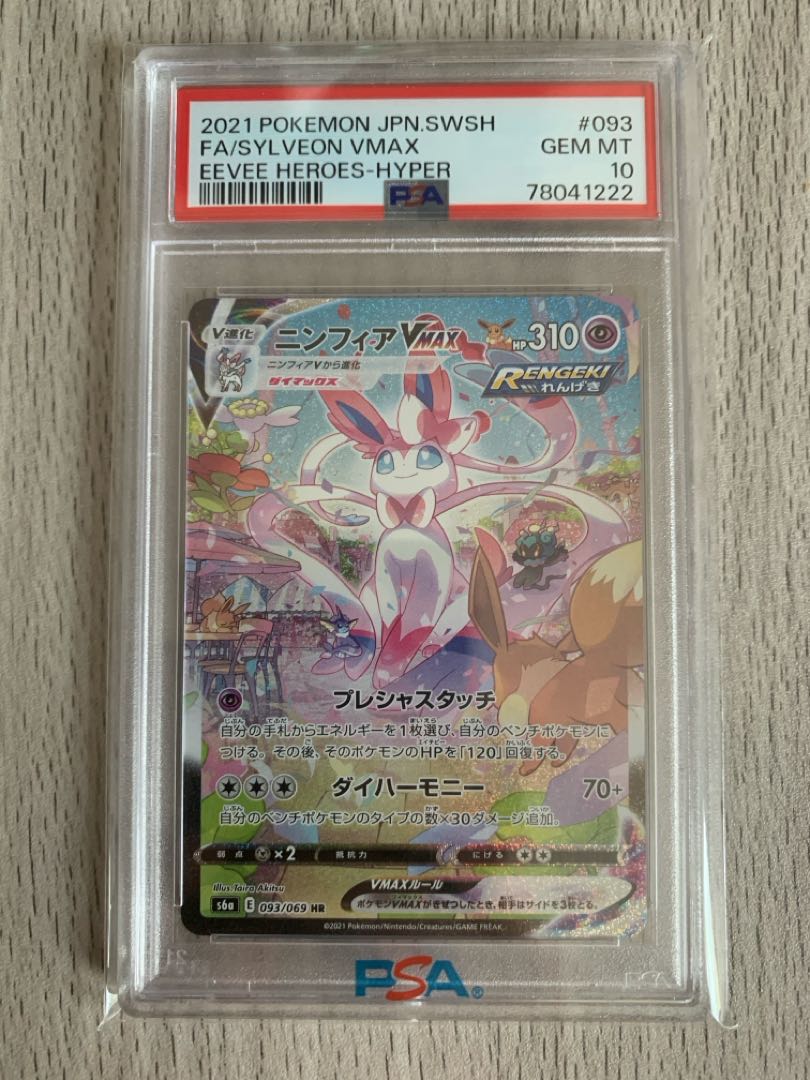 2021 POKEMON JPN.SWSH #093
FA/SYLVEON VMAX GEM MT
EEVEE HEROES-HYPER 10
PSA 78041222
V進化 ニンフィアVMAX HP310
ニンフィアVから進化
ダイマックス
RENGEKI
れんげき
プレシャスタッチ
自分の手札からエネルギーを1枚選び、自分のベンチポケモンに
つける。その後、そのポケモンのHPを「120」回復する。
ダイハーモニー 70+
自分のベンチポケモンのタイプの数×30ダメージ追加。
弱点 ×2 抵抗力 にげる
Illus. Taira Akitsu
VMAXルール
s6a E 093/069 HR
ポケモンVMAXがきぜつしたとき、相手はサイドを3枚とる。
©2021 Pokémon/Nintendo/Creatures/GAME FREAK.
PSA®